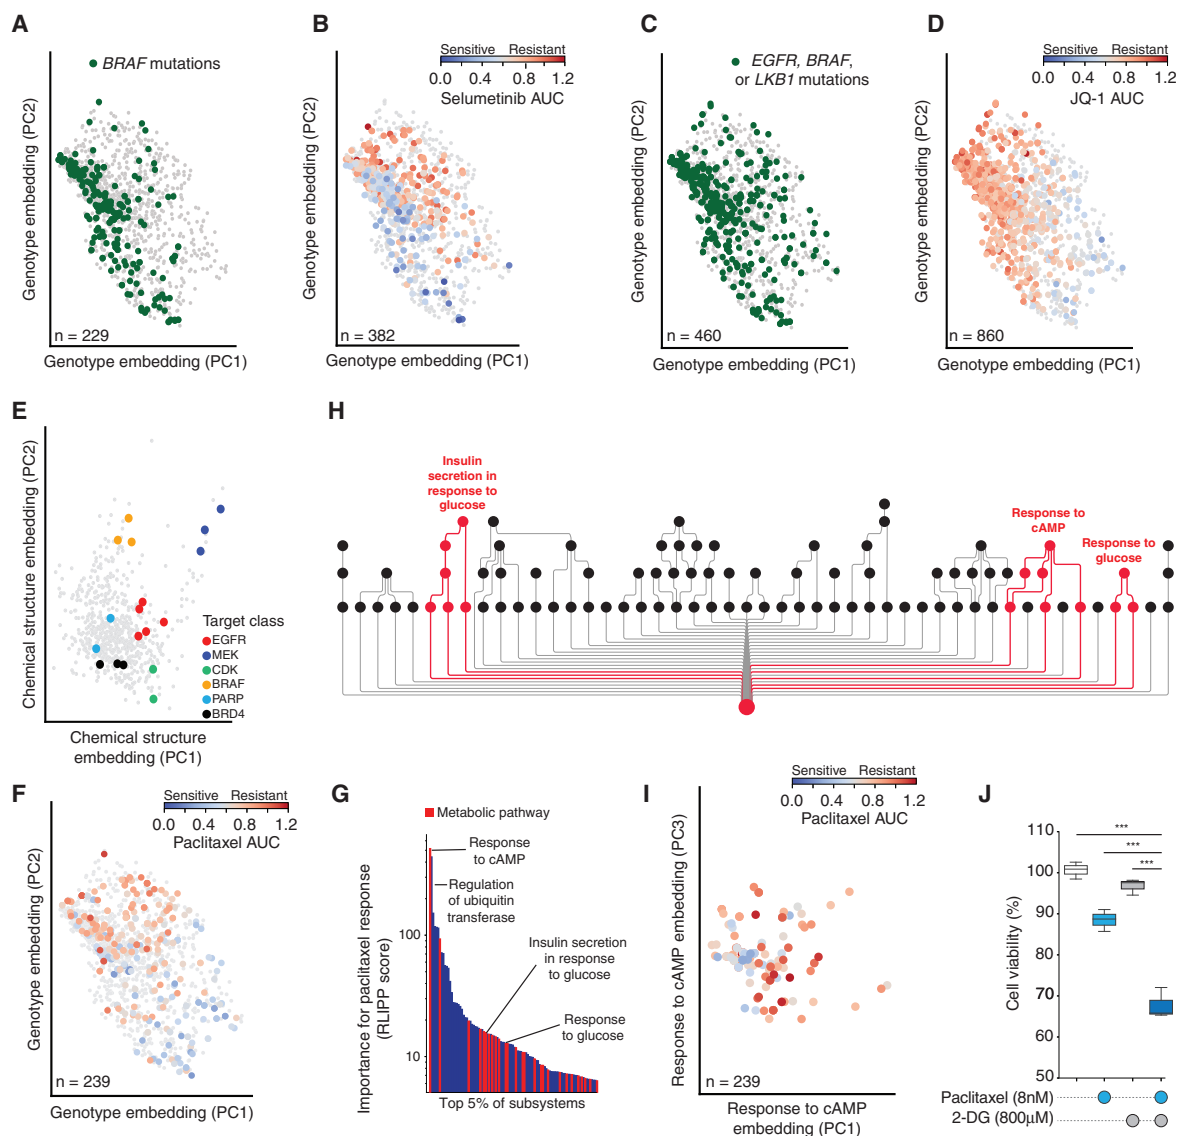 A
BRAF mutations
Genotype embedding (PC2)
n = 229
Genotype embedding (PC1)
B
Sensitive Resistant
0.0 0.4 0.8 1.2
Selumetinib AUC
Genotype embedding (PC2)
n = 382
Genotype embedding (PC1)
C
EGFR, BRAF,
or LKB1 mutations
Genotype embedding (PC2)
n = 460
Genotype embedding (PC1)
D
Sensitive Resistant
0.0 0.4 0.8 1.2
JQ-1 AUC
Genotype embedding (PC2)
n = 860
Genotype embedding (PC1)
E
Chemical structure embedding (PC2)
Target class
EGFR
MEK
CDK
BRAF
PARP
BRD4
Chemical structure
embedding (PC1)
H
Insulin
secretion in
response to
glucose
Response to
cAMP
Response to
glucose
F
Sensitive Resistant
0.0 0.4 0.8 1.2
Paclitaxel AUC
Genotype embedding (PC2)
n = 239
Genotype embedding (PC1)
G
Metabolic pathway
Importance for paclitaxel response
(RLIPP score)
Response
to cAMP
Regulation
of ubiquitin
transferase
100
Insulin secretion
in response
to glucose
Response
to glucose
10
Top 5% of subsystems
I
Sensitive Resistant
0.0 0.4 0.8 1.2
Paclitaxel AUC
Response to cAMP embedding (PC3)
n = 239
Response to cAMP
embedding (PC1)
J
Cell viability (%)
110
100
90
80
70
60
50
***
***
***
Paclitaxel (8nM)
2-DG (800µM)